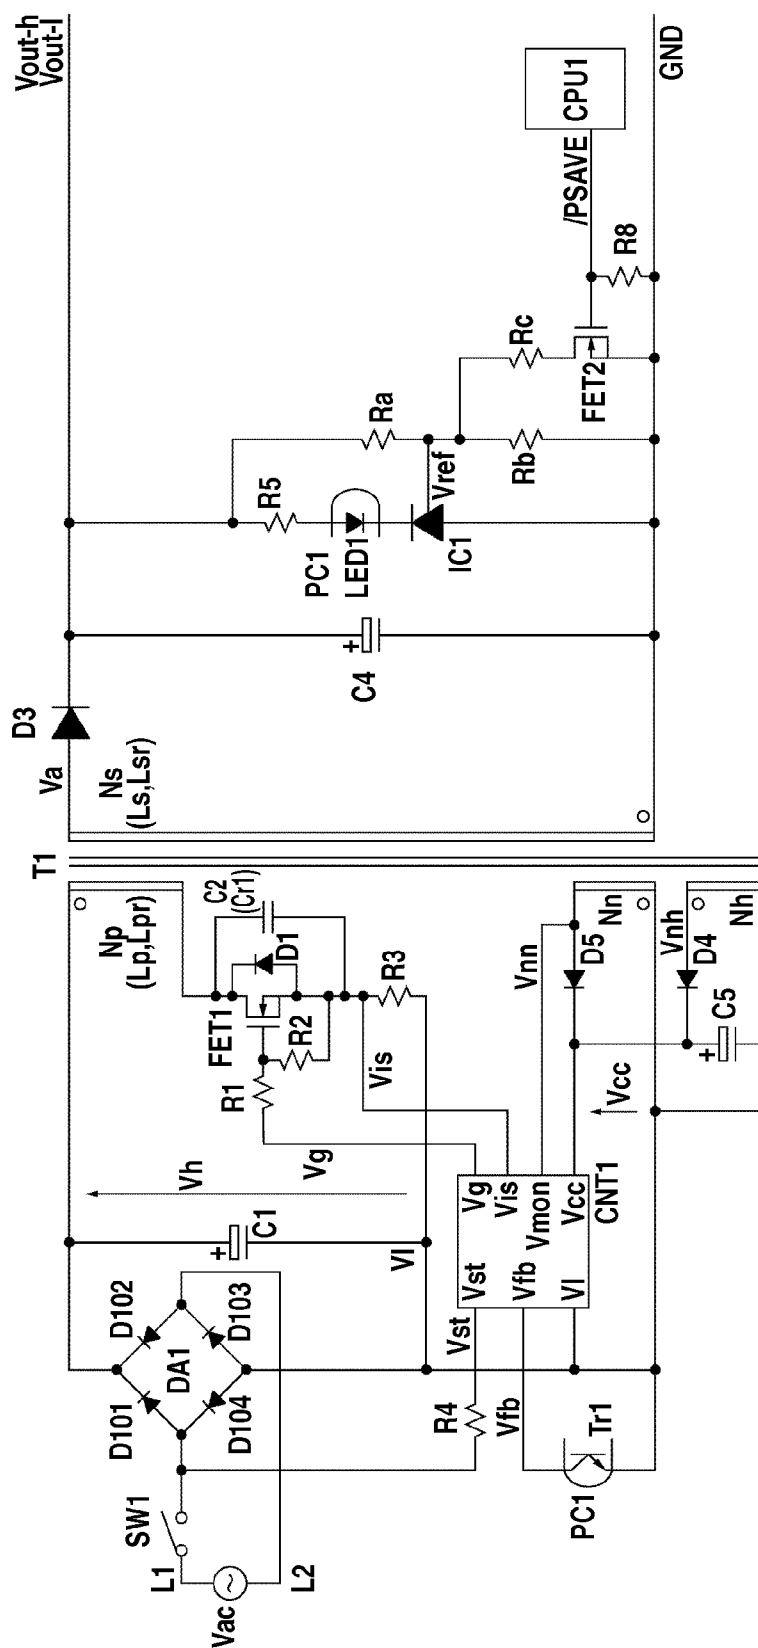 Vac
L1
L2
SW1
D101
D102
D103
D104
DA1
C1
Vh
Vl
R4
Vst
Vfb
PC1
Tr1
Vst
Vfb
Vl
Vg
Vis
Vmon
Vcc
CNT1
Vg
Vis
R1
R2
FET1
D1
C2
(Cr1)
R3
Np
(Lp,Lpr)
T1
Vnn
D5
Nn
Vnh
D4
Nh
C5
Vcc
Ns
(Ls,Lsr)
Va
D3
C4
R5
PC1
LED1
IC1
Vref
Ra
Rb
Rc
FET2
R8
/PSAVE
CPU1
Vout-h
Vout-l
GND